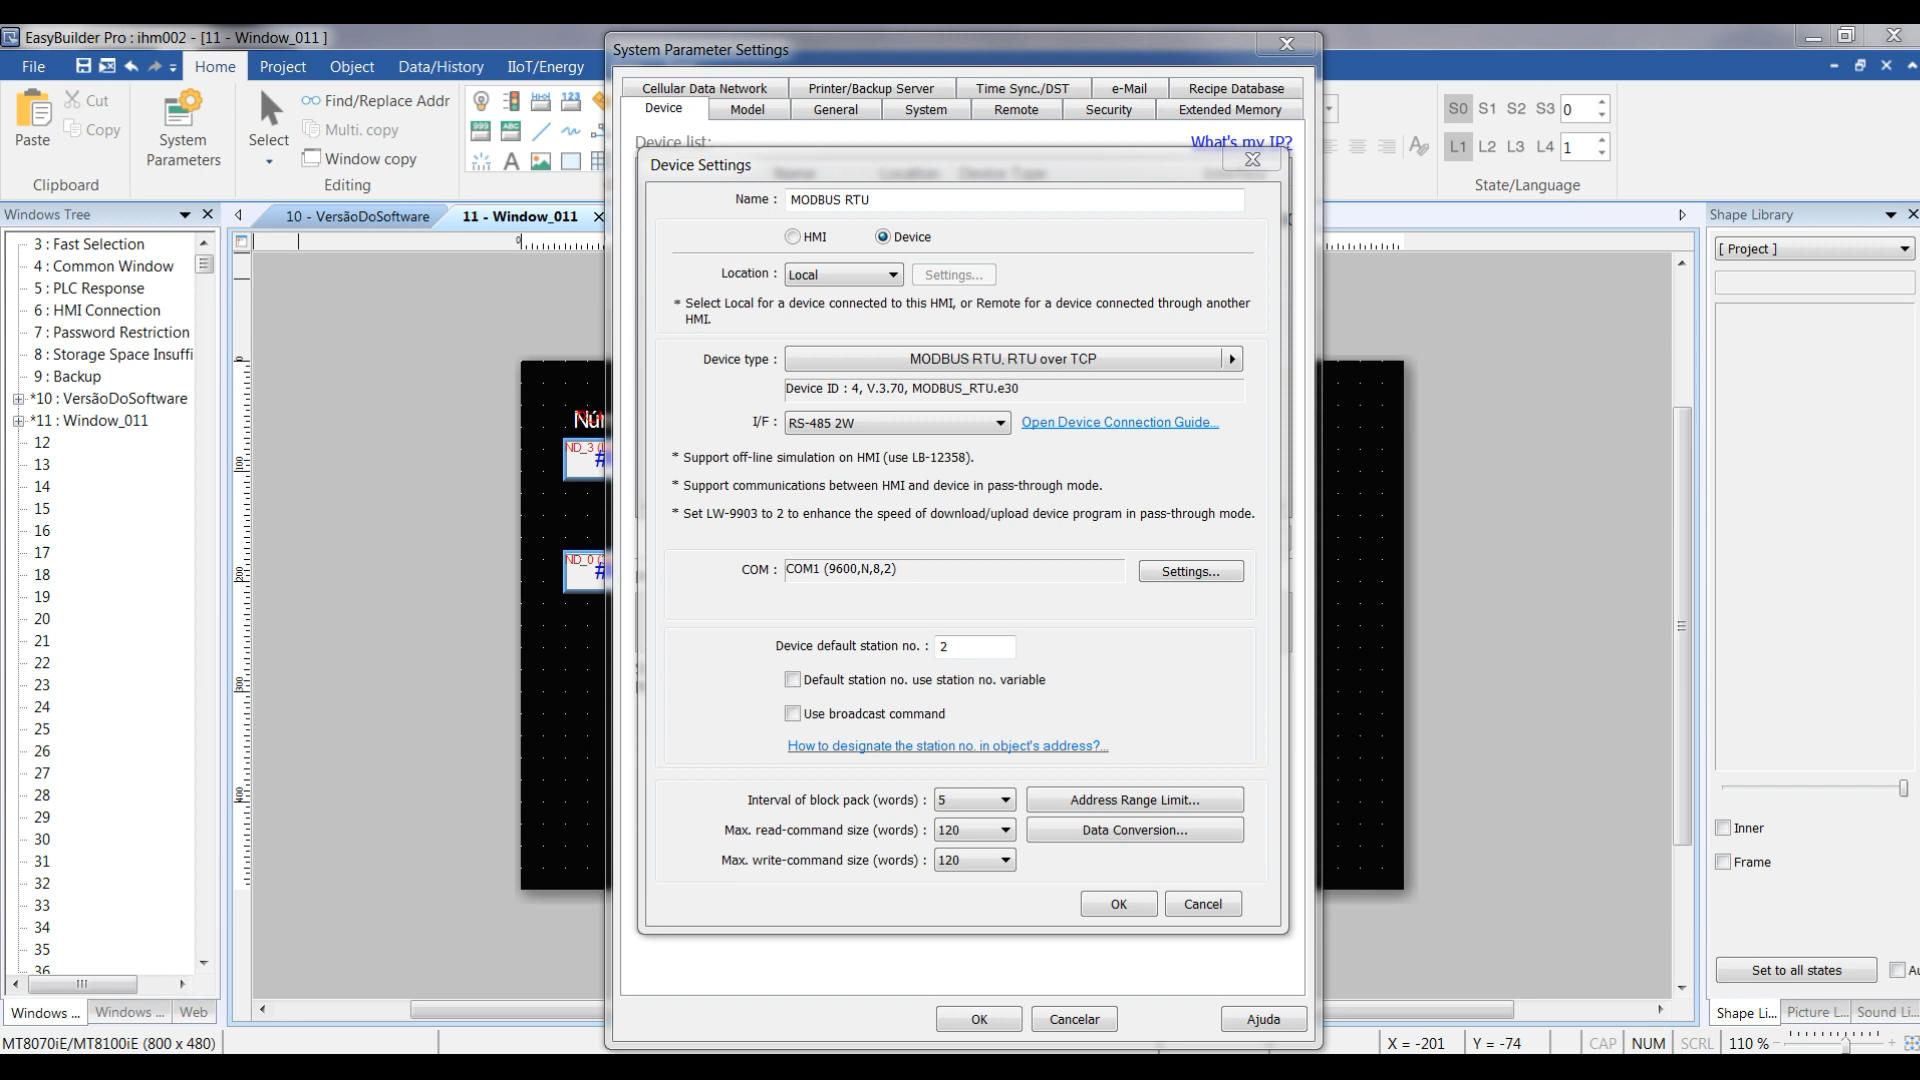 EasyBuilder Pro : ihm002 - [11 - Window_011 ]
File Home Project Object Data/History IIoT/Energy
Paste Cut Copy
Clipboard
System Parameters
Select Find/Replace Addr
Multi. copy
Window copy
Editing
S0 S1 S2 S3 0
L1 L2 L3 L4 1
State/Language
Windows Tree
3 : Fast Selection
4 : Common Window
5 : PLC Response
6 : HMI Connection
7 : Password Restriction
8 : Storage Space Insuffi
9 : Backup
*10 : VersãoDoSoftware
*11 : Window_011
12
13
14
15
16
17
18
19
20
21
22
23
24
25
26
27
28
29
30
31
32
33
34
35
36
Windows ... Windows ... Web
10 - VersãoDoSoftware 11 - Window_011
0
100
200
300
400
Núr
ND_3 (
#
ND_0 (
#
System Parameter Settings
Cellular Data Network Printer/Backup Server Time Sync./DST e-Mail Recipe Database
Device Model General System Remote Security Extended Memory
Device list: What's my IP?
Device Settings
Name : MODBUS RTU
HMI Device
Location : Local Settings...
* Select Local for a device connected to this HMI, or Remote for a device connected through another
HMI.
Device type : MODBUS RTU, RTU over TCP
Device ID : 4, V.3.70, MODBUS_RTU.e30
I/F : RS-485 2W Open Device Connection Guide...
* Support off-line simulation on HMI (use LB-12358).
* Support communications between HMI and device in pass-through mode.
* Set LW-9903 to 2 to enhance the speed of download/upload device program in pass-through mode.
COM : COM1 (9600,N,8,2) Settings...
Device default station no. : 2
Default station no. use station no. variable
Use broadcast command
How to designate the station no. in object's address?...
Interval of block pack (words) : 5 Address Range Limit...
Max. read-command size (words) : 120 Data Conversion...
Max. write-command size (words) : 120
OK Cancel
OK Cancelar Ajuda
Shape Library
[ Project ]
Inner
Frame
Set to all states Au
Shape Li... Picture L... Sound Li...
MT8070iE/MT8100iE (800 x 480) X = -201 Y = -74 CAP NUM SCRL 110 %